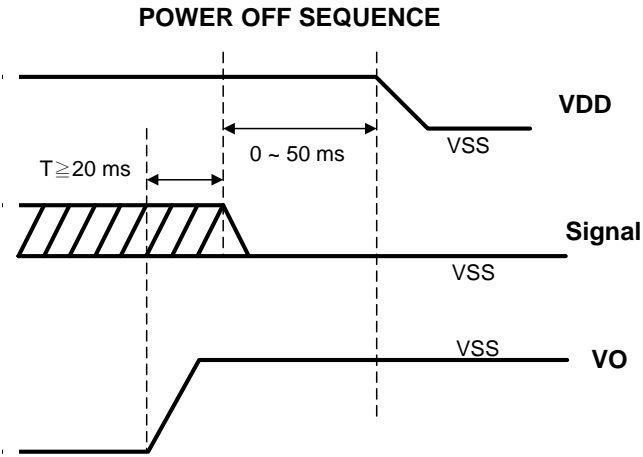 POWER OFF SEQUENCE
VDD
VSS
0 ~ 50 ms
T≧20 ms
Signal
VSS
VSS
VO